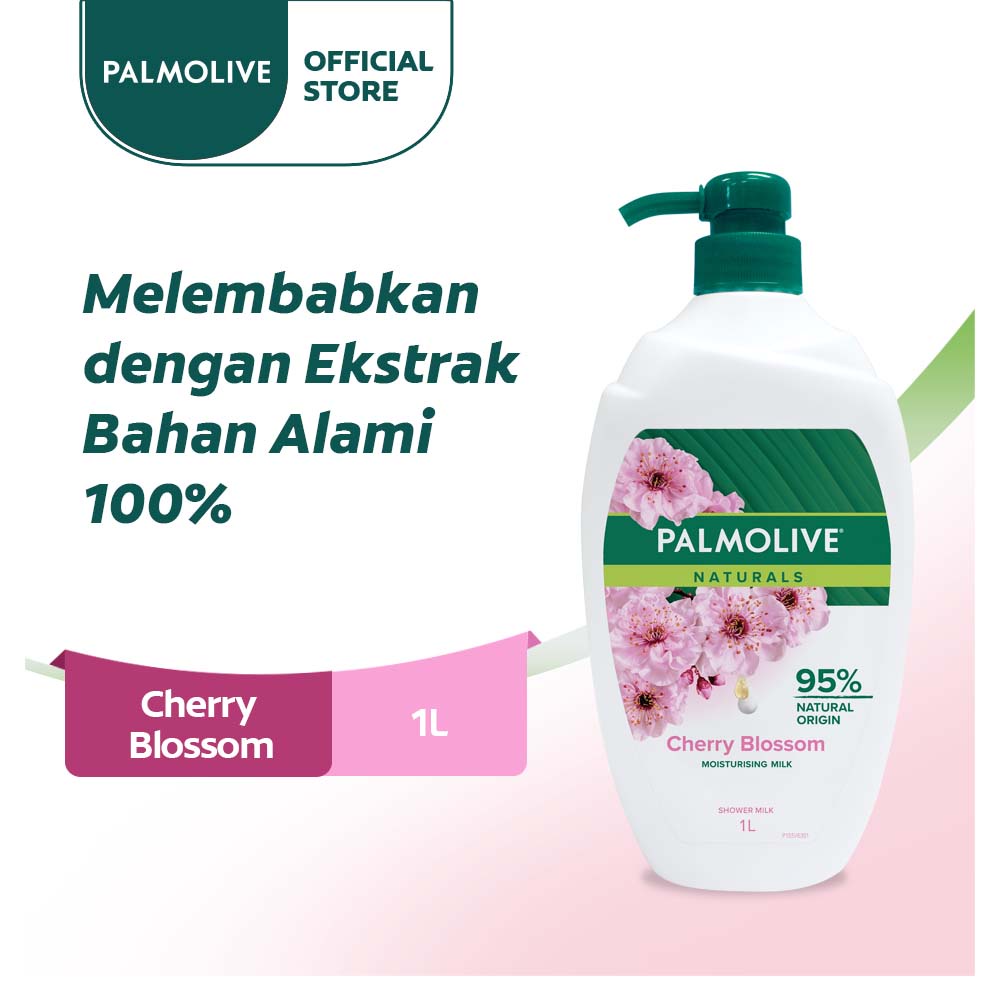 PALMOLIVE
OFFICIAL
STORE
Melembabkan
dengan Ekstrak
Bahan Alami
100%
Cherry
Blossom
1L
PALMOLIVE
NATURALS
95%
NATURAL
ORIGIN
Cherry Blossom
MOISTURISING MILK
SHOWER MILK
1L